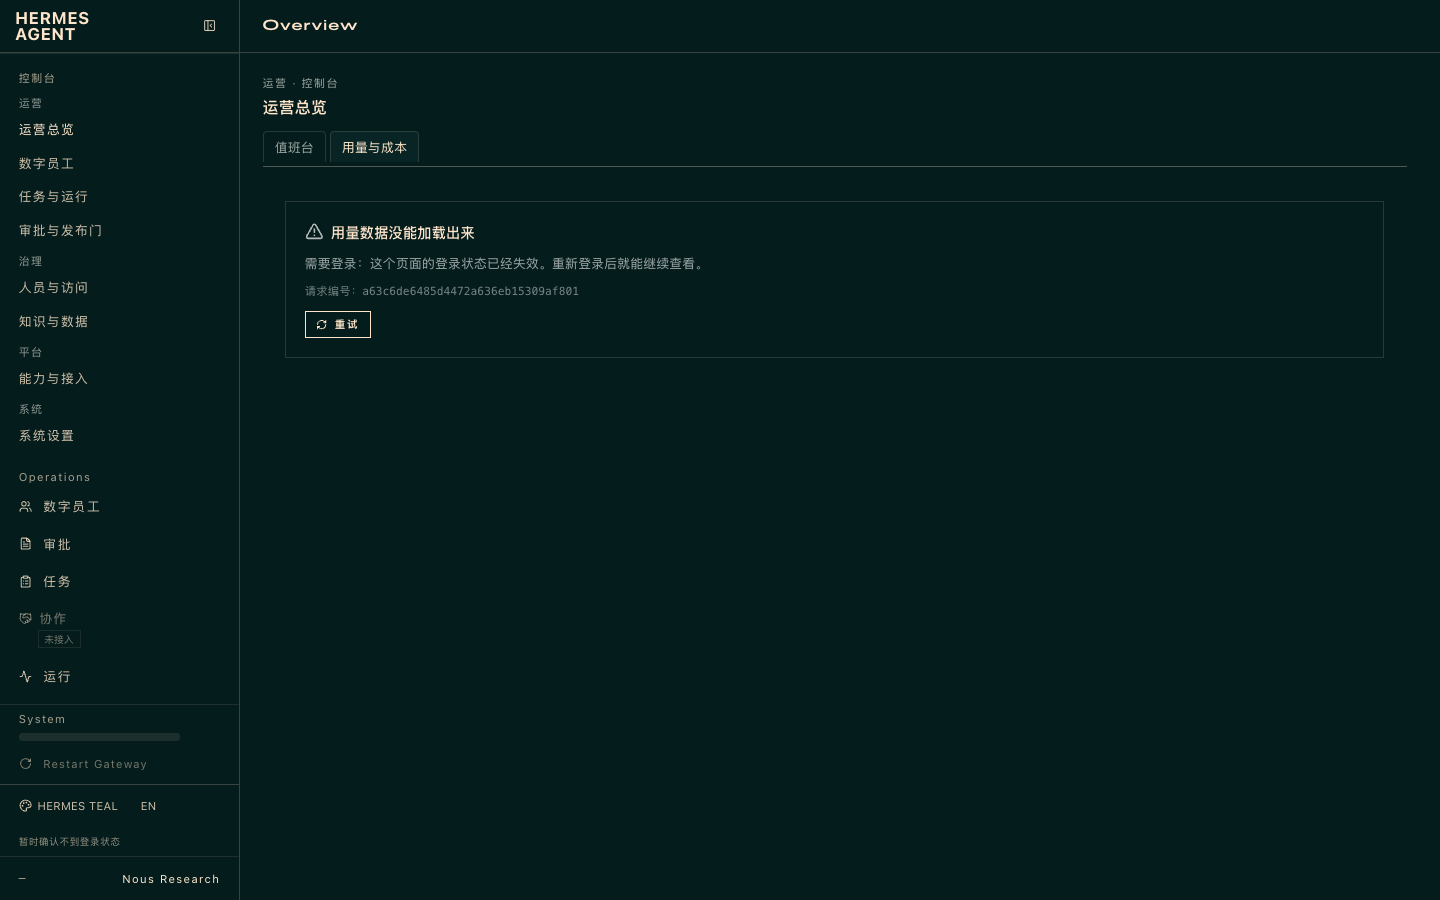 HERMES
AGENT
控制台
运营
运营总览
数字员工
任务与运行
审批与发布门
治理
人员与访问
知识与数据
平台
能力与接入
系统
系统设置
Operations
数字员工
审批
任务
协作
未接入
运行
System
Restart Gateway
HERMES TEAL EN
暂时确认不到登录状态
— Nous Research
Overview
运营 · 控制台
运营总览
值班台 用量与成本
用量数据没能加载出来
需要登录：这个页面的登录状态已经失效。重新登录后就能继续查看。
请求编号：a63c6de6485d4472a636eb15309af801
重试